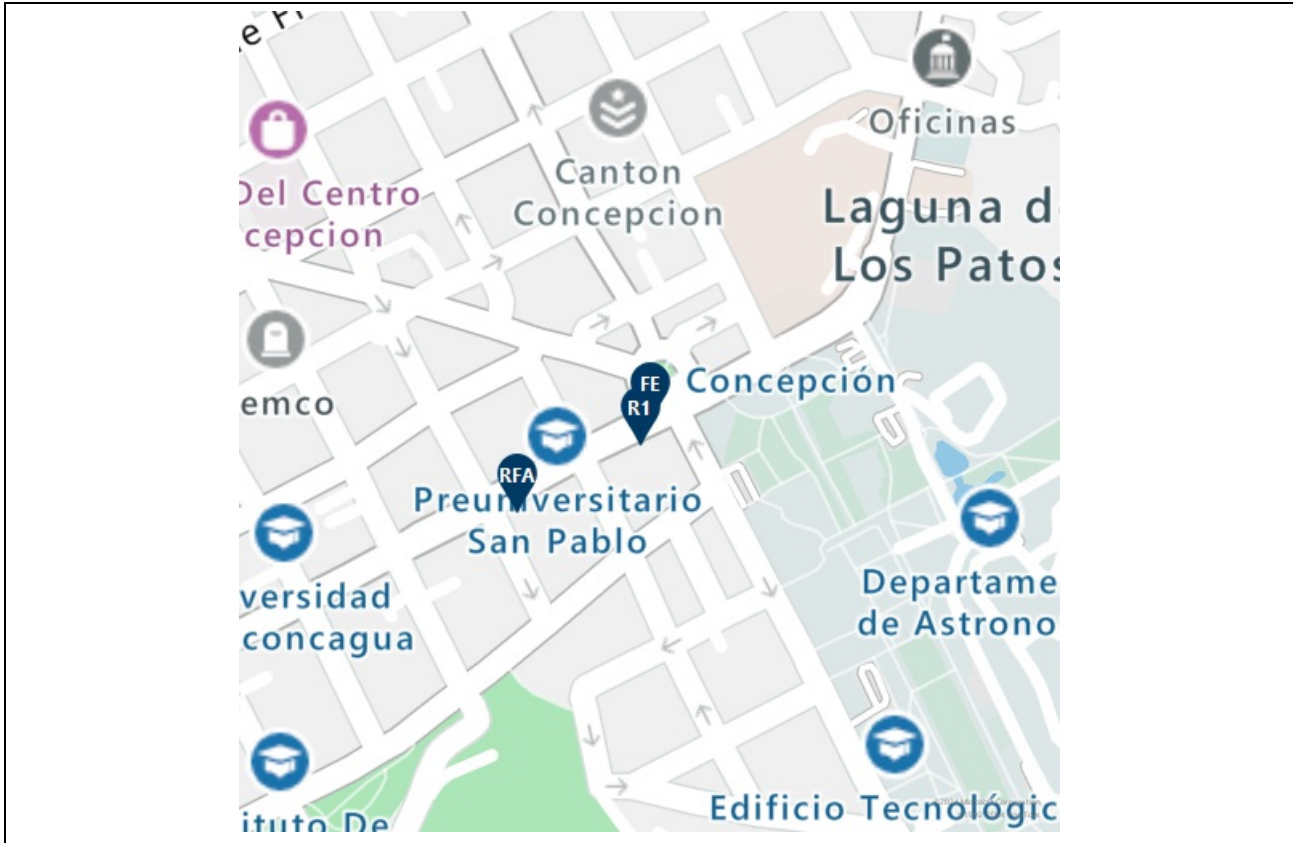 e Fr
Oficinas
Canton
Concepcion
Del Centro
cepcion
Laguna d
Los Patos
emco
FE
Concepción
R1
RFA
Preuniversitario
San Pablo
versidad
concagua
Departame
de Astrono
Edificio Tecnológic
ituto De